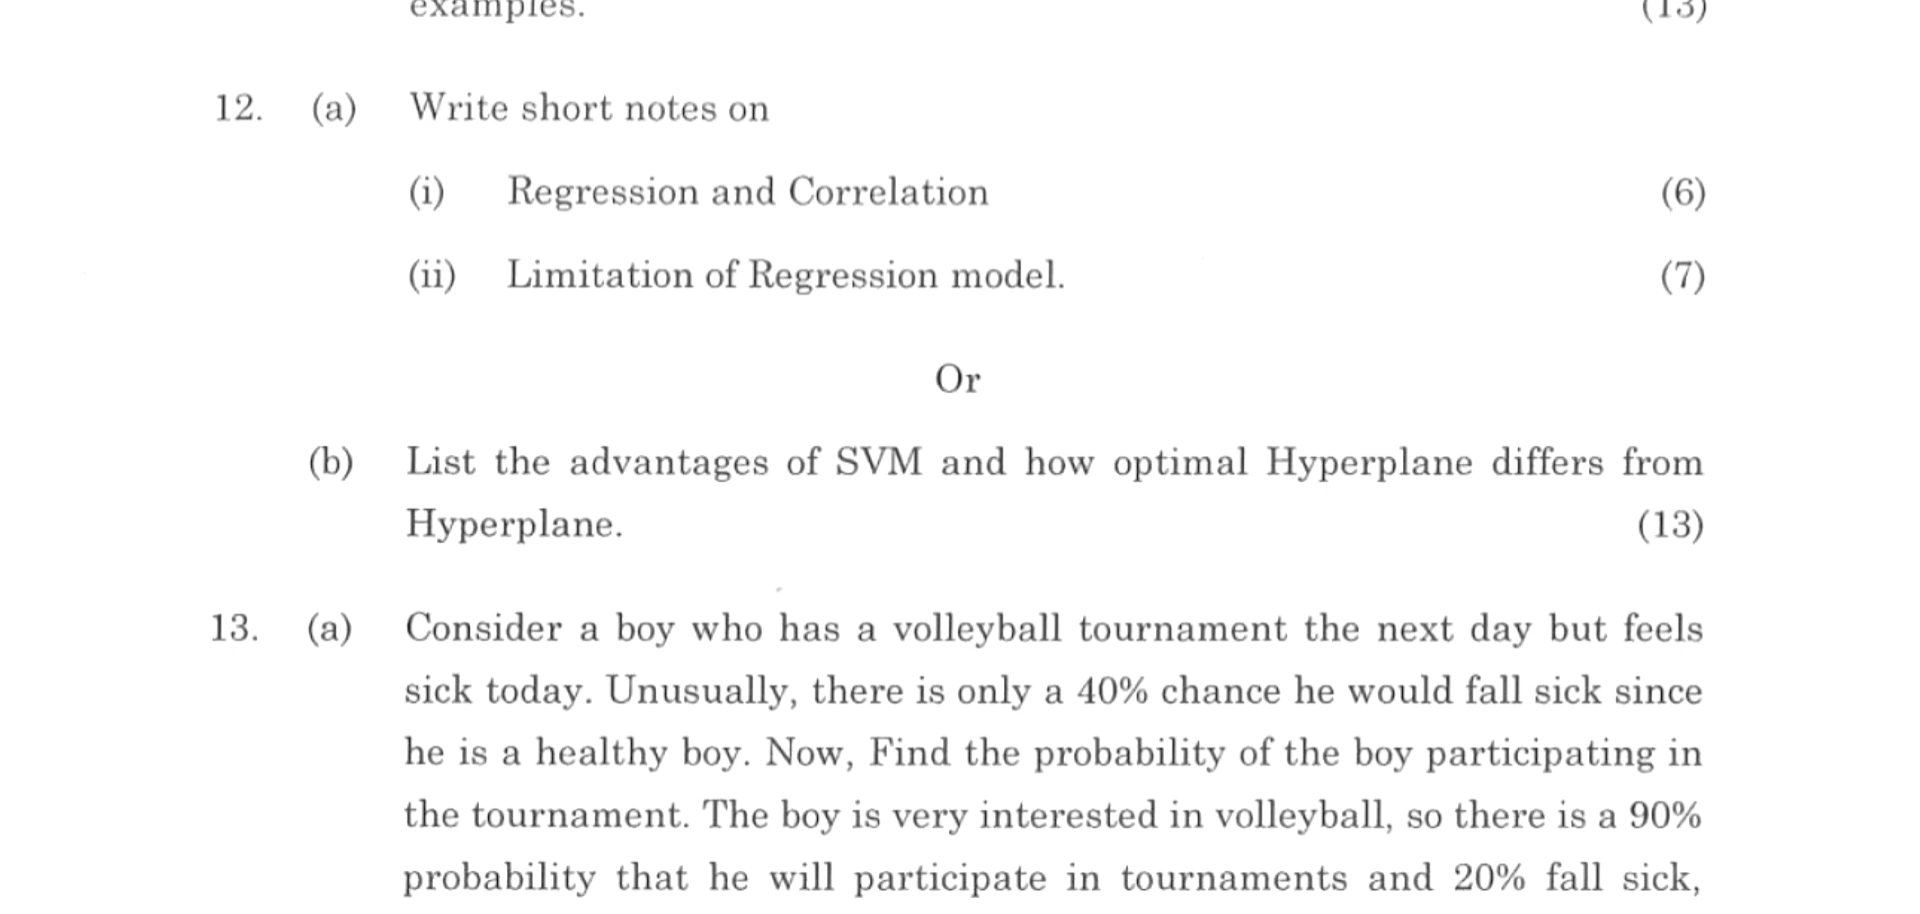 examples. (13)
12. (a) Write short notes on
(i) Regression and Correlation (6)
(ii) Limitation of Regression model. (7)
Or
(b) List the advantages of SVM and how optimal Hyperplane differs from
Hyperplane. (13)
13. (a) Consider a boy who has a volleyball tournament the next day but feels
sick today. Unusually, there is only a 40% chance he would fall sick since
he is a healthy boy. Now, Find the probability of the boy participating in
the tournament. The boy is very interested in volleyball, so there is a 90%
probability that he will participate in tournaments and 20% fall sick,